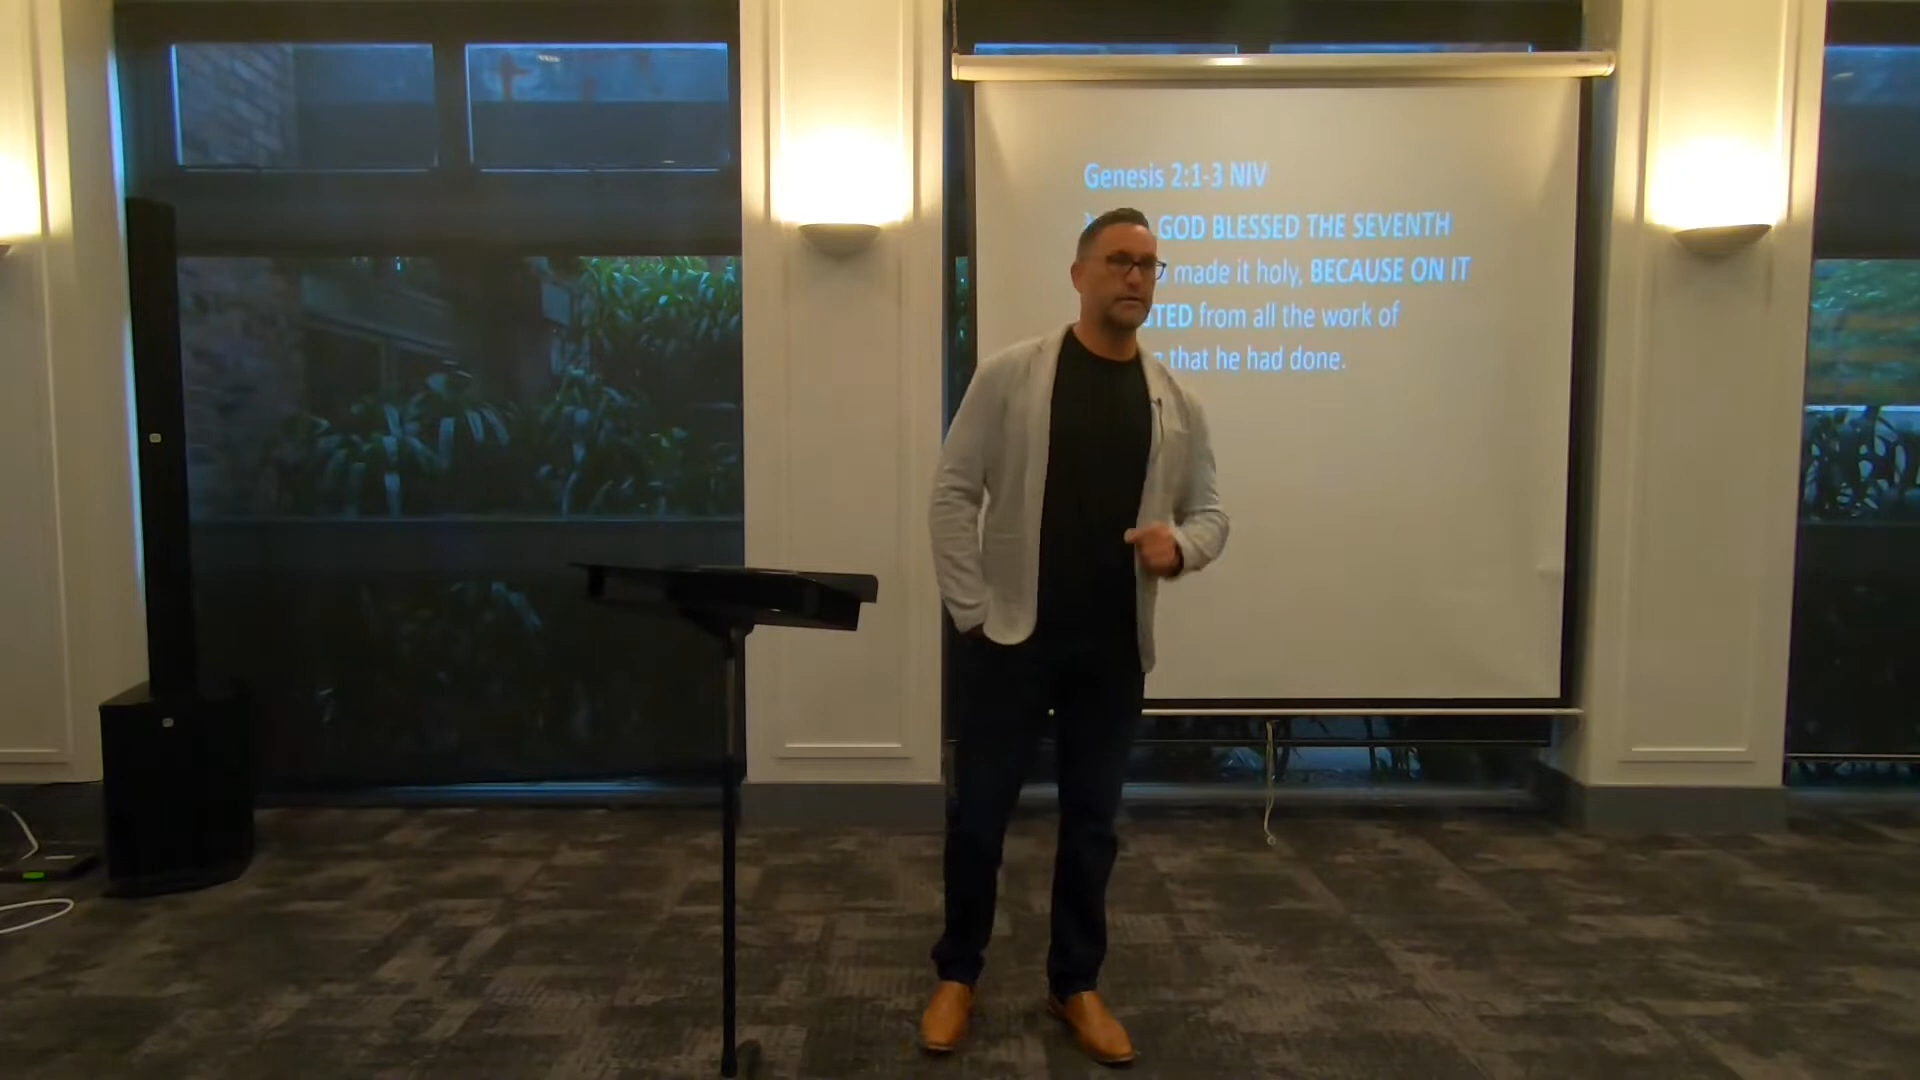 Genesis 2:1-3 NIV
GOD BLESSED THE SEVENTH
made it holy, BECAUSE ON IT
from all the work of
that he had done.